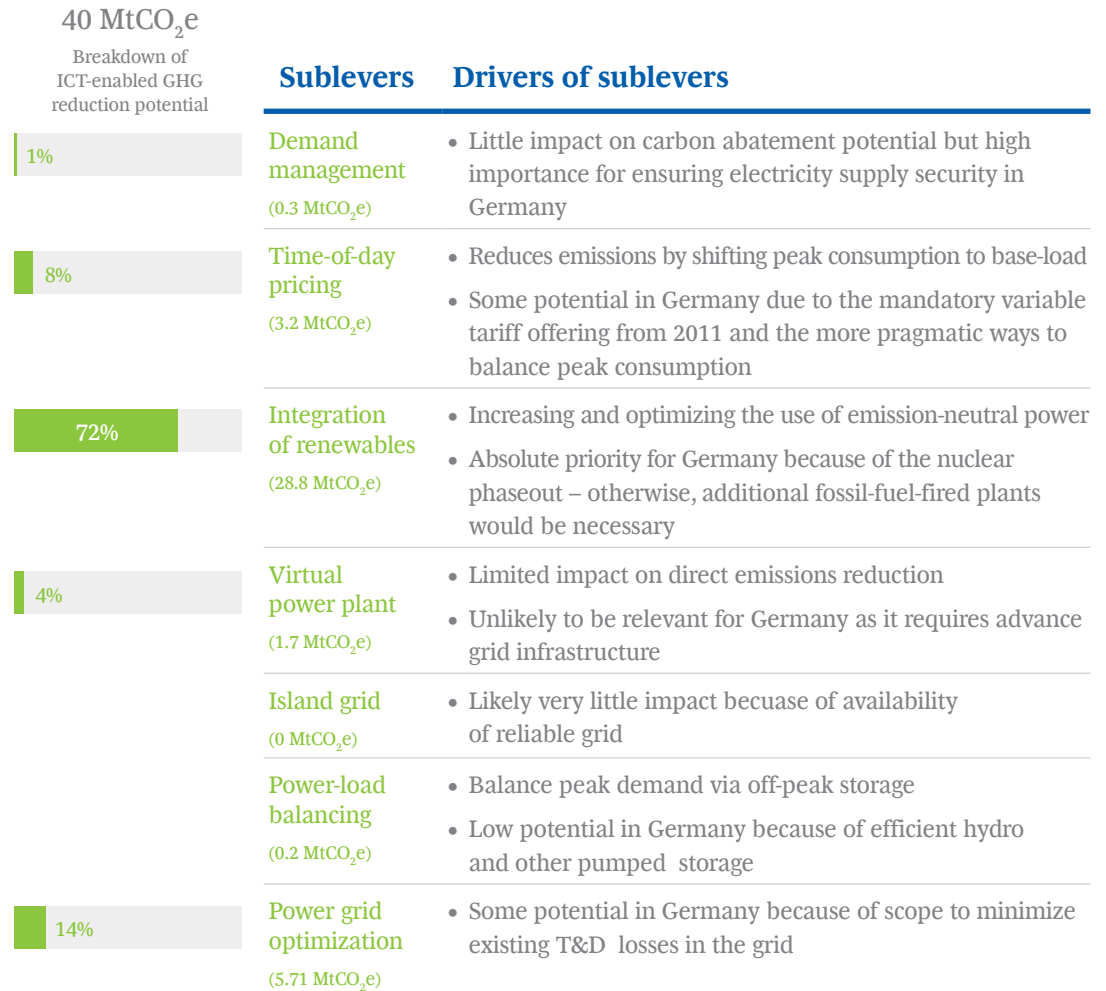 40 MtCO₂e
Breakdown of
ICT-enabled GHG
reduction potential
Sublevers
Drivers of sublevers
1%
Demand
management
(0.3 MtCO₂e)
• Little impact on carbon abatement potential but high
importance for ensuring electricity supply security in
Germany
8%
Time-of-day
pricing
(3.2 MtCO₂e)
• Reduces emissions by shifting peak consumption to base-load
• Some potential in Germany due to the mandatory variable
tariff offering from 2011 and the more pragmatic ways to
balance peak consumption
72%
Integration
of renewables
(28.8 MtCO₂e)
• Increasing and optimizing the use of emission-neutral power
• Absolute priority for Germany because of the nuclear
phaseout – otherwise, additional fossil-fuel-fired plants
would be necessary
4%
Virtual
power plant
(1.7 MtCO₂e)
• Limited impact on direct emissions reduction
• Unlikely to be relevant for Germany as it requires advance
grid infrastructure
Island grid
(0 MtCO₂e)
• Likely very little impact becuase of availability
of reliable grid
Power-load
balancing
(0.2 MtCO₂e)
• Balance peak demand via off-peak storage
• Low potential in Germany because of efficient hydro
and other pumped storage
14%
Power grid
optimization
(5.71 MtCO₂e)
• Some potential in Germany because of scope to minimize
existing T&D losses in the grid